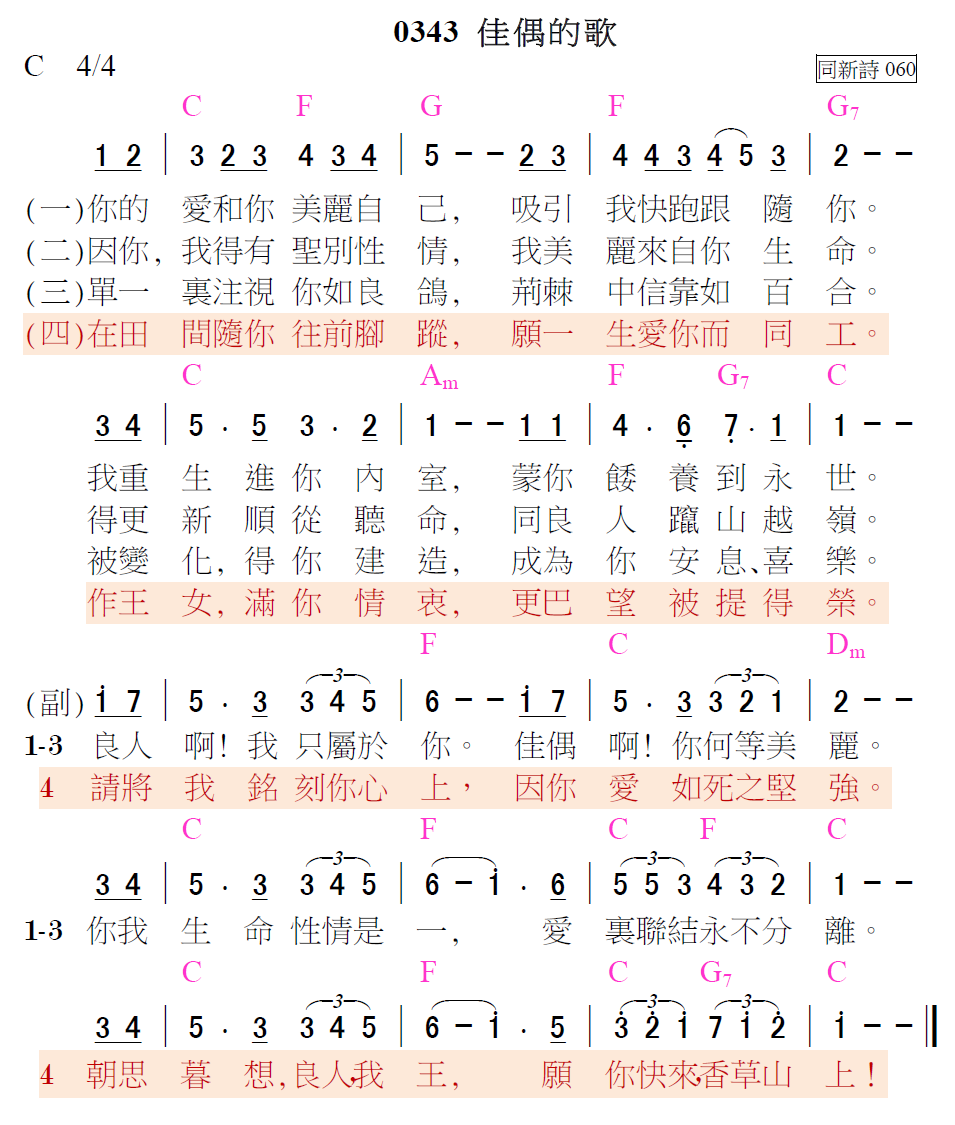 0343 佳偶的歌
C 4/4 同新詩 060
C F G F G7
1 2 | 3 2 3 4 3 4 | 5 - - 2 3 | 4 4 3 4 5 3 | 2 - -
(一)你的 愛和你 美麗自 己, 吸引 我快跑跟 隨 你。
(二)因你, 我得有 聖別性 情, 我美 麗來自你 生 命。
(三)單一 裏注視 你如良 鴿, 荊棘 中信靠如 百 合。
(四)在田 間隨你 往前腳 蹤, 願一 生愛你而 同 工。
C Am F G7 C
3 4 | 5 . 5 3 . 2 | 1 - - 1 1 | 4 . 6̣ 7̣ . 1 | 1 - -
我重 生 進 你 內 室, 蒙你 餧 養 到 永 世。
得更 新 順 從 聽 命, 同良 人 躥 山 越 嶺。
被變 化, 得 你 建 造, 成為 你 安 息、喜 樂。
作王 女, 滿 你 情 衷, 更巴 望 被 提 得 榮。
F C Dm
(副) 1̇ 7 | 5 . 3 3 4 5 | 6 - - 1̇ 7 | 5 . 3 3 2 1 | 2 - -
-3- -3-
1-3 良人 啊! 我 只屬於 你。 佳偶 啊! 你何等美 麗。
4 請將 我 銘 刻你心 上, 因你 愛 如死之堅 強。
C F C F C
-3- -3- -3-
3 4 | 5 . 3 3 4 5 | 6 - 1̇ . 6 | 5 5 3 4 3 2 | 1 - -
1-3 你我 生 命 性情是 一, 愛 裏聯結永不分 離。
C F C G7 C
-3- -3- -3-
3 4 | 5 . 3 3 4 5 | 6 - 1̇ . 5 | 3̇ 2̇ 1̇ 7 1̇ 2̇ | 1̇ - -
4 朝思 暮 想,良人,我 王, 願 你快來,香草山 上!